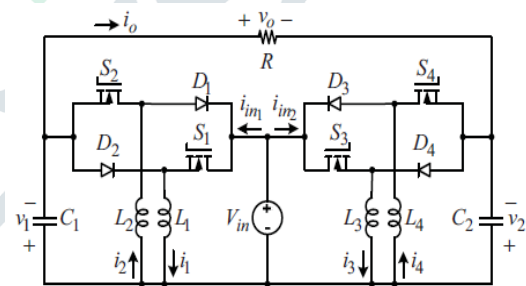 i_o
+ v_o −
R
S_2
D_1
i_in1
i_in2
D_3
S_4
D_2
S_1
S_3
D_4
−
v_1
+
C_1
L_2
L_1
V_in
+
−
L_3
L_4
C_2
−
v_2
+
i_2
i_1
i_3
i_4